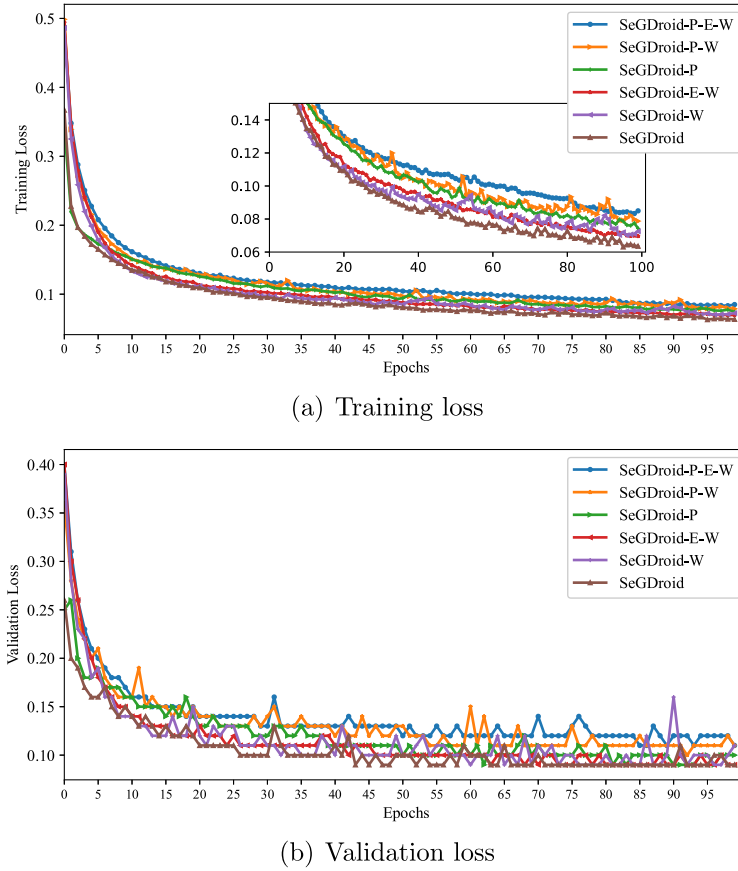 0.5
0.4
0.3
0.2
0.1
Training Loss
SeGDroid-P-E-W
SeGDroid-P-W
SeGDroid-P
SeGDroid-E-W
SeGDroid-W
SeGDroid
0.14
0.12
0.10
0.08
0.06
0 20 40 60 80 100
0 5 10 15 20 25 30 35 40 45 50 55 60 65 70 75 80 85 90 95
Epochs
(a) Training loss
0.40
0.35
0.30
0.25
0.20
0.15
0.10
Validation Loss
SeGDroid-P-E-W
SeGDroid-P-W
SeGDroid-P
SeGDroid-E-W
SeGDroid-W
SeGDroid
0 5 10 15 20 25 30 35 40 45 50 55 60 65 70 75 80 85 90 95
Epochs
(b) Validation loss